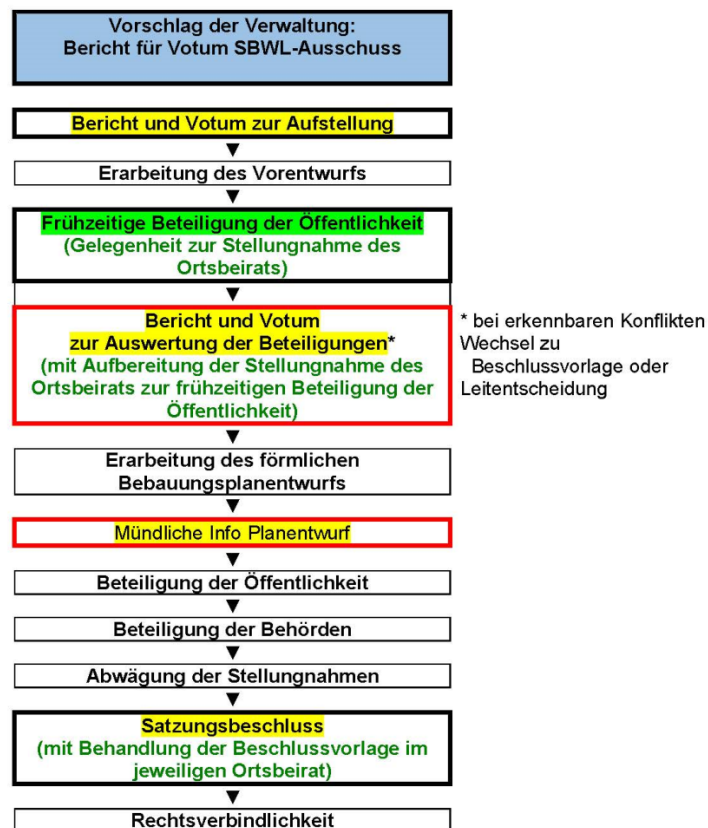 Vorschlag der Verwaltung:
Bericht für Votum SBWL-Ausschuss
Bericht und Votum zur Aufstellung
▼
Erarbeitung des Vorentwurfs
▼
Frühzeitige Beteiligung der Öffentlichkeit
(Gelegenheit zur Stellungnahme des
Ortsbeirats)
▼
Bericht und Votum
zur Auswertung der Beteiligungen*
(mit Aufbereitung der Stellungnahme des
Ortsbeirats zur frühzeitigen Beteiligung der
Öffentlichkeit)
* bei erkennbaren Konflikten
Wechsel zu
Beschlussvorlage oder
Leitentscheidung
▼
Erarbeitung des förmlichen
Bebauungsplanentwurfs
▼
Mündliche Info Planentwurf
▼
Beteiligung der Öffentlichkeit
▼
Beteiligung der Behörden
▼
Abwägung der Stellungnahmen
▼
Satzungsbeschluss
(mit Behandlung der Beschlussvorlage im
jeweiligen Ortsbeirat)
▼
Rechtsverbindlichkeit